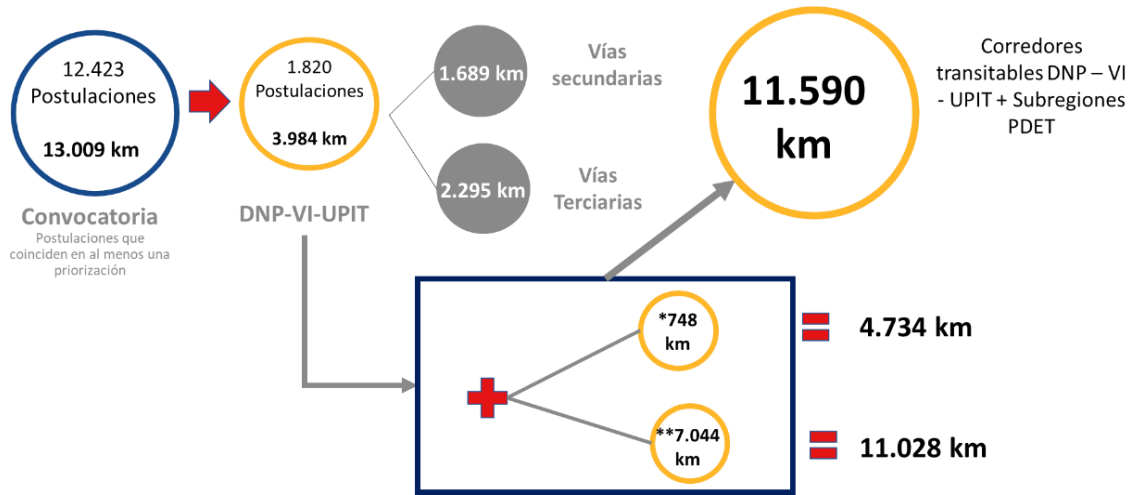 12.423
Postulaciones
13.009 km
Convocatoria
Postulaciones que
coinciden en al menos una
priorización
1.820
Postulaciones
3.984 km
DNP-VI-UPIT
1.689 km
Vías
secundarias
2.295 km
Vías
Terciarias
11.590
km
Corredores
transitables DNP – VI
- UPIT + Subregiones
PDET
*748
km
4.734 km
**7.044
km
11.028 km